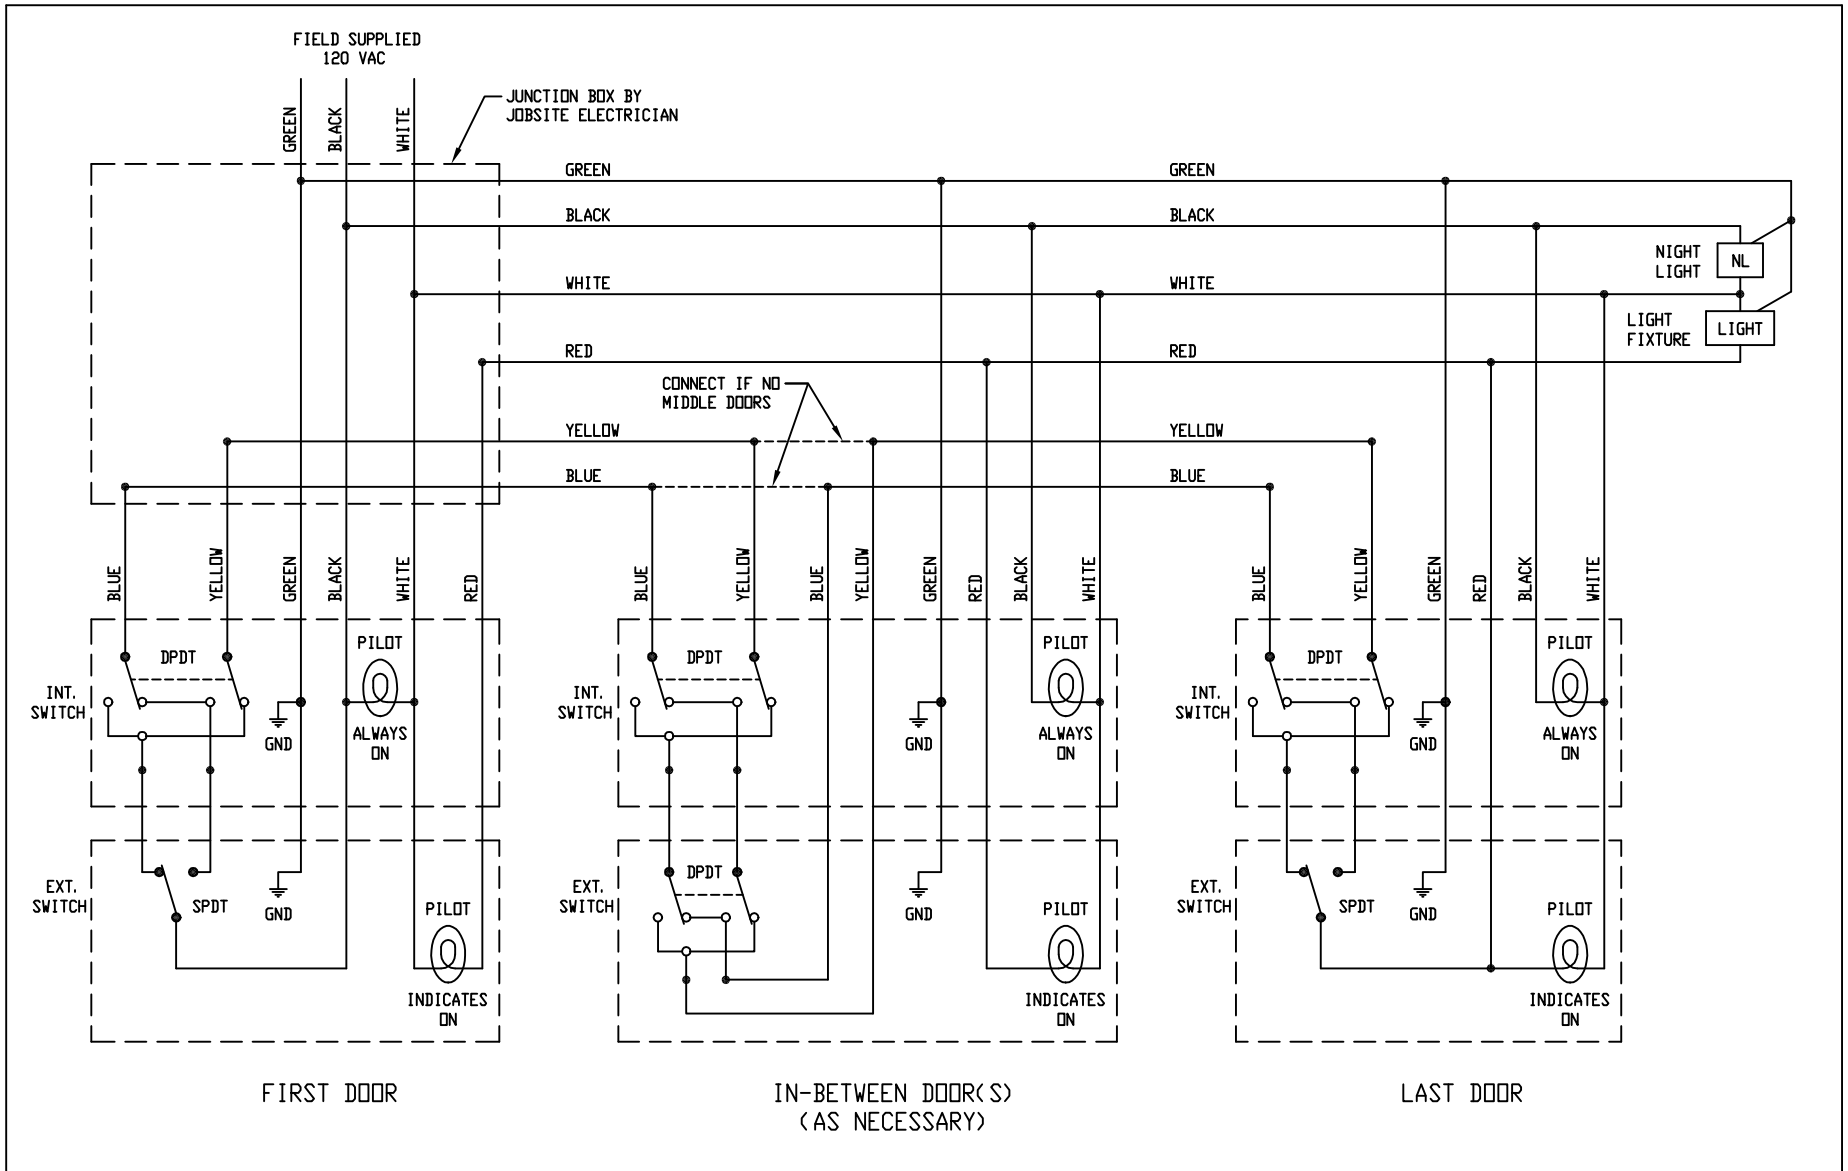 FIELD SUPPLIED
120 VAC
GREEN
BLACK
WHITE
JUNCTION BOX BY
JOBSITE ELECTRICIAN
GREEN
GREEN
BLACK
BLACK
NIGHT
LIGHT
NL
WHITE
WHITE
LIGHT
FIXTURE
LIGHT
RED
RED
CONNECT IF NO
MIDDLE DOORS
YELLOW
YELLOW
BLUE
BLUE
BLUE
YELLOW
GREEN
BLACK
WHITE
RED
BLUE
YELLOW
BLUE
YELLOW
GREEN
RED
BLACK
WHITE
BLUE
YELLOW
GREEN
RED
BLACK
WHITE
INT.
SWITCH
DPDT
GND
PILOT
ALWAYS
ON
INT.
SWITCH
DPDT
GND
PILOT
ALWAYS
ON
INT.
SWITCH
DPDT
GND
PILOT
ALWAYS
ON
EXT.
SWITCH
SPDT
GND
PILOT
INDICATES
ON
EXT.
SWITCH
DPDT
GND
PILOT
INDICATES
ON
EXT.
SWITCH
SPDT
GND
PILOT
INDICATES
ON
FIRST DOOR
IN-BETWEEN DOOR(S)
(AS NECESSARY)
LAST DOOR